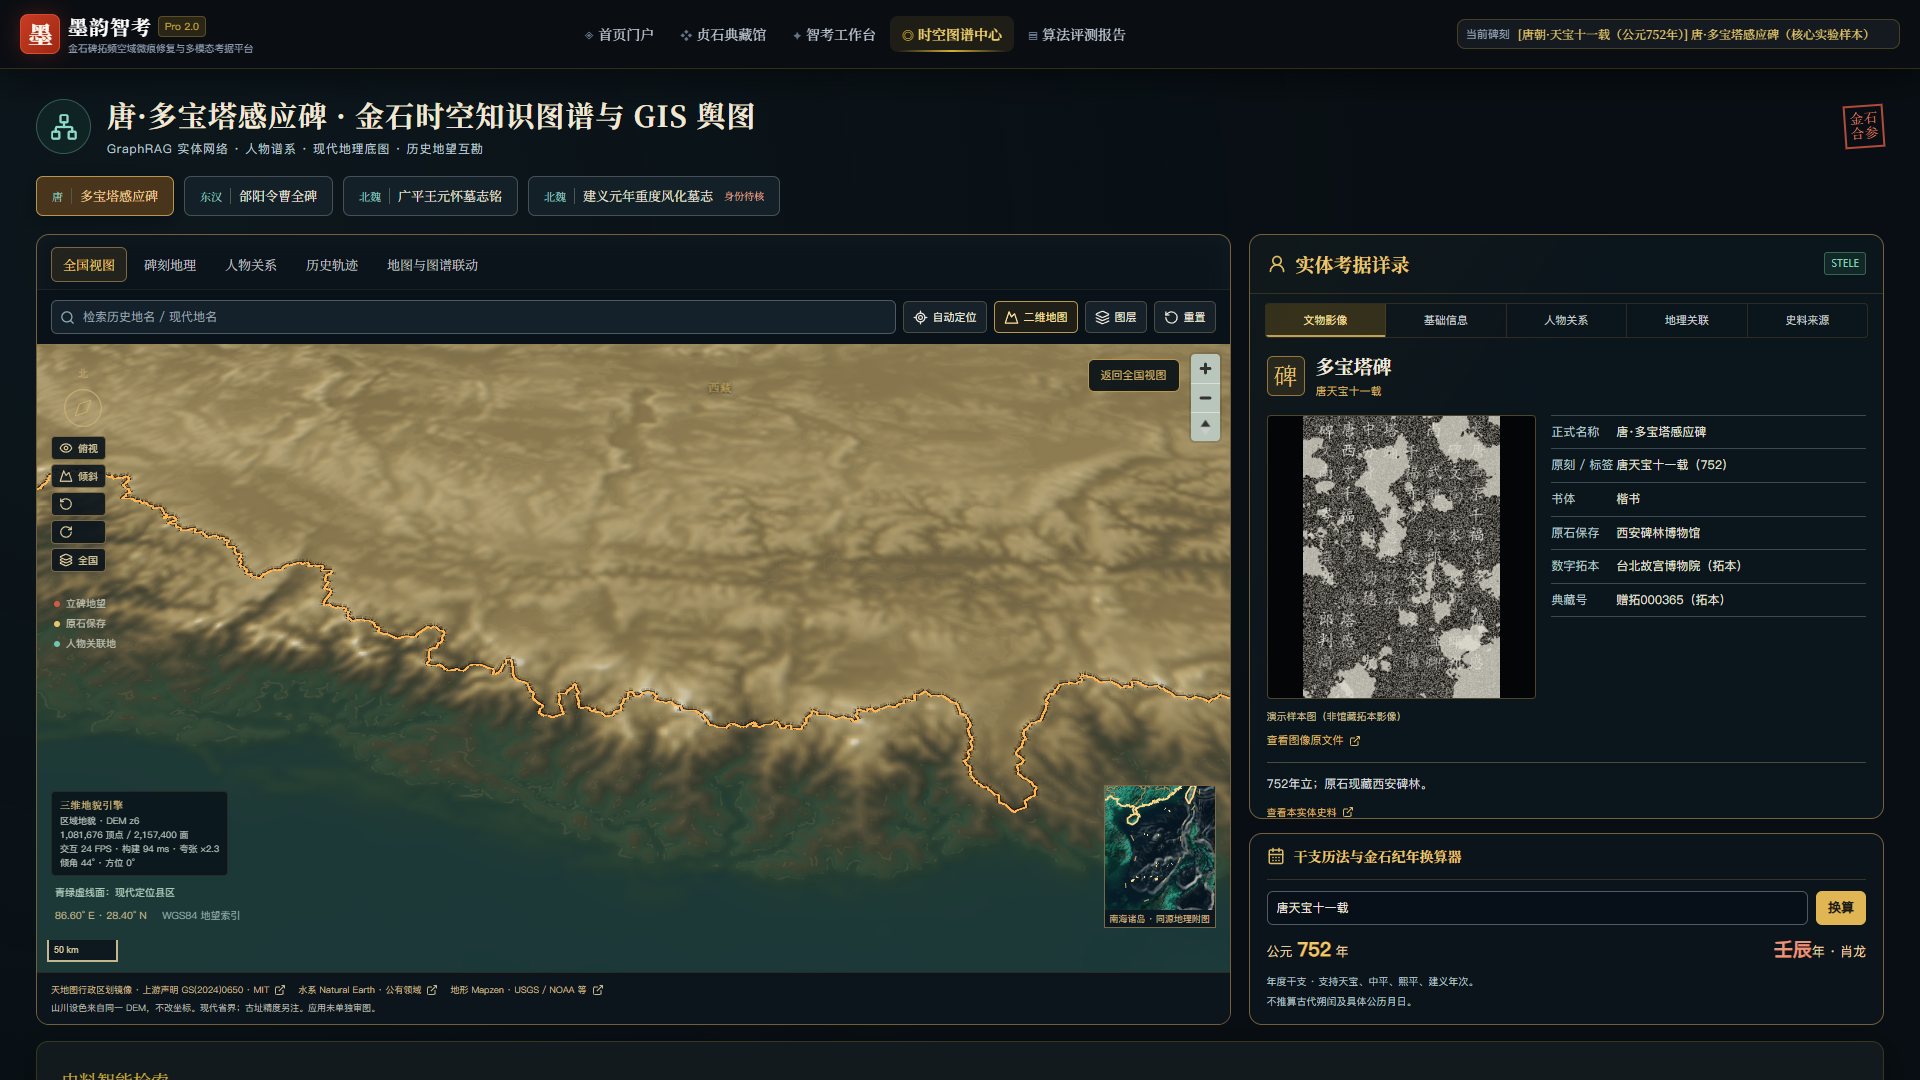 墨 墨韵智考 Pro 2.0
金石碑拓频空域微痕修复与多模态考据平台
首页门户 贞石典藏馆 智考工作台 时空图谱中心 算法评测报告
当前碑刻 [唐朝·天宝十一载（公元752年)] 唐·多宝塔感应碑（核心实验样本）
唐·多宝塔感应碑 · 金石时空知识图谱与 GIS 舆图
GraphRAG 实体网络 · 人物谱系 · 现代地理底图 · 历史地望互勘
金石
合参
唐 多宝塔感应碑
东汉 郃阳令曹全碑
北魏 广平王元怀墓志铭
北魏 建义元年重度风化墓志 身份待核
全国视图 碑刻地理 人物关系 历史轨迹 地图与图谱联动
检索历史地名 / 现代地名
自动定位 二维地图 图层 重置
北
西藏
返回全国视图
+
−
俯视
倾斜
全国
立碑地望
原石保存
人物关联地
三维地貌引擎
区域地貌 · DEM z6
1,081,676 顶点 / 2,157,400 面
交互 24 FPS · 构建 94 ms · 夸张 ×2.3
倾角 44° · 方位 0°
青绿虚线面：现代定位县区
86.60° E · 28.40° N WGS84 地望索引
50 km
南海诸岛 · 同源地理附图
天地图行政区划镜像 · 上游声明 GS(2024)0650 · MIT 水系 Natural Earth · 公有领域 地形 Mapzen · USGS / NOAA 等
山川设色来自同一 DEM，不改坐标。现代省界；古址精度另注。应用未单独审图。
实体考据详录 STELE
文物影像 基础信息 人物关系 地理关联 史料来源
碑 多宝塔碑
唐天宝十一载
正式名称 唐·多宝塔感应碑
原刻 / 标签 唐天宝十一载（752）
书体 楷书
原石保存 西安碑林博物馆
数字拓本 台北故宫博物院（拓本）
典藏号 赠拓000365（拓本）
演示样本图（非馆藏拓本影像）
查看图像原文件
752年立；原石现藏西安碑林。
查看本实体史料
干支历法与金石纪年换算器
唐天宝十一载 换算
公元 752 年 壬辰年 · 肖龙
年度干支 · 支持天宝、中平、熙平、建义年次。
不推算古代朔闰及具体公历月日。
史料智能检索